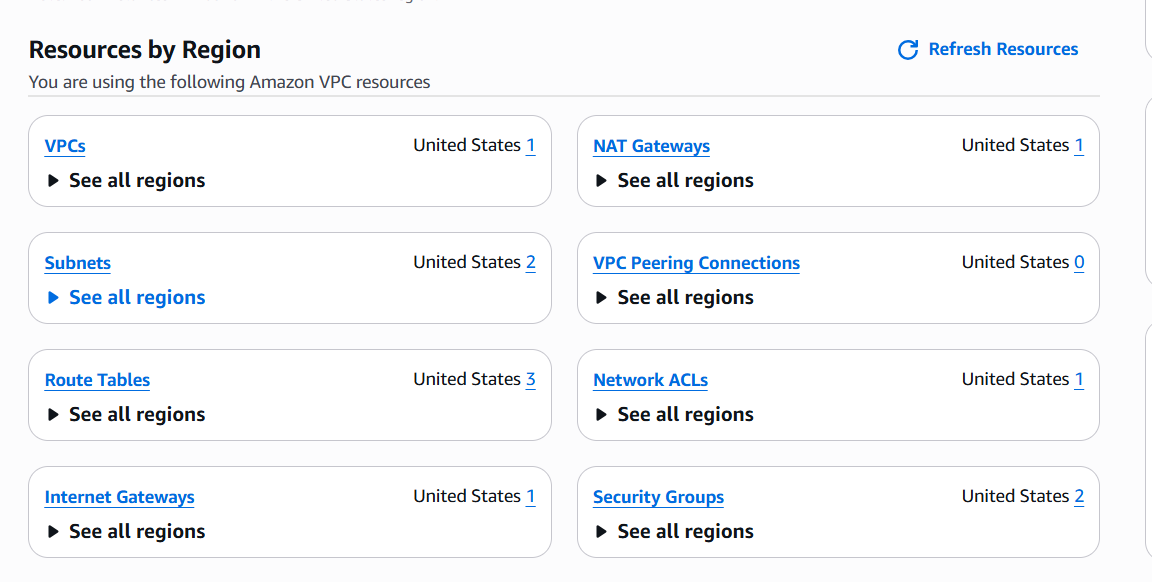 Resources by Region
Refresh Resources
You are using the following Amazon VPC resources
VPCs United States 1
See all regions
NAT Gateways United States 1
See all regions
Subnets United States 2
See all regions
VPC Peering Connections United States 0
See all regions
Route Tables United States 3
See all regions
Network ACLs United States 1
See all regions
Internet Gateways United States 1
See all regions
Security Groups United States 2
See all regions